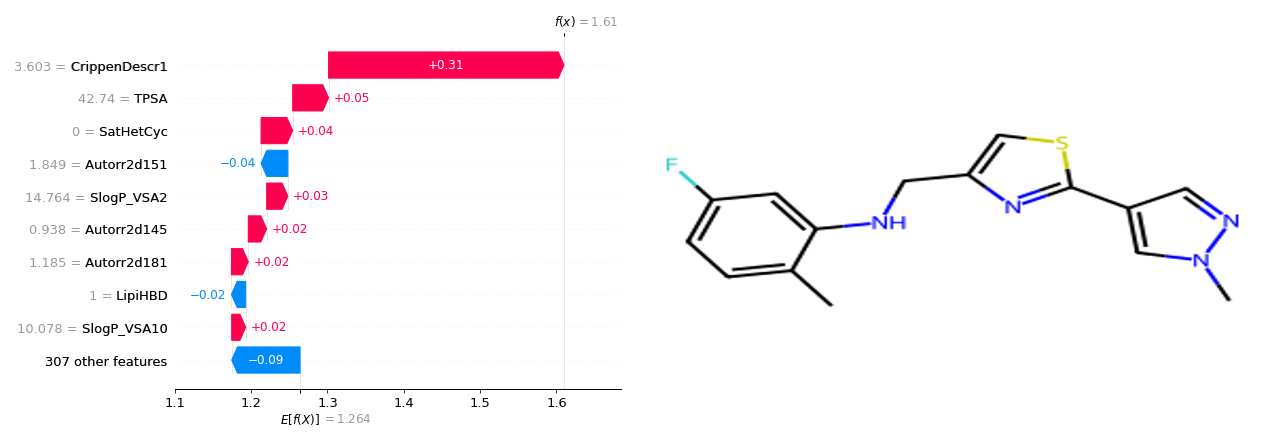 f(x) = 1.61
3.603 = CrippenDescr1
+0.31
42.74 = TPSA
+0.05
0 = SatHetCyc
+0.04
1.849 = Autorr2d151
−0.04
14.764 = SlogP_VSA2
+0.03
0.938 = Autorr2d145
+0.02
1.185 = Autorr2d181
+0.02
1 = LipiHBD
−0.02
10.078 = SlogP_VSA10
+0.02
307 other features
−0.09
1.1 1.2 1.3 1.4 1.5 1.6
E[f(X)] = 1.264
F
NH
N
S
N
N